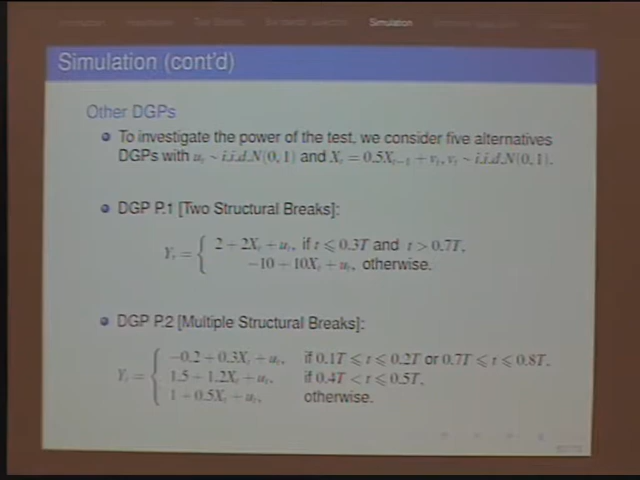 Simulation
Simulation (cont'd)
Other DGPs
To investigate the power of the test, we consider five alternatives
DGPs with u_t ~ i.i.d.N(0, 1) and X_t = 0.5X_{t−1} + v_t, v_t ~ i.i.d.N(0, 1).
DGP P.1 [Two Structural Breaks]:
Y_t = { 2 + 2X_t + u_t, if t ⩽ 0.3T and t > 0.7T,
−10 + 10X_t + u_t, otherwise.
DGP P.2 [Multiple Structural Breaks]:
−0.2 + 0.3X_t + u_t, if 0.1T ⩽ t ⩽ 0.2T or 0.7T ⩽ t ⩽ 0.8T,
Y_t = { 1.5 + 1.2X_t + u_t, if 0.4T < t ⩽ 0.5T,
1 + 0.5X_t + u_t, otherwise.